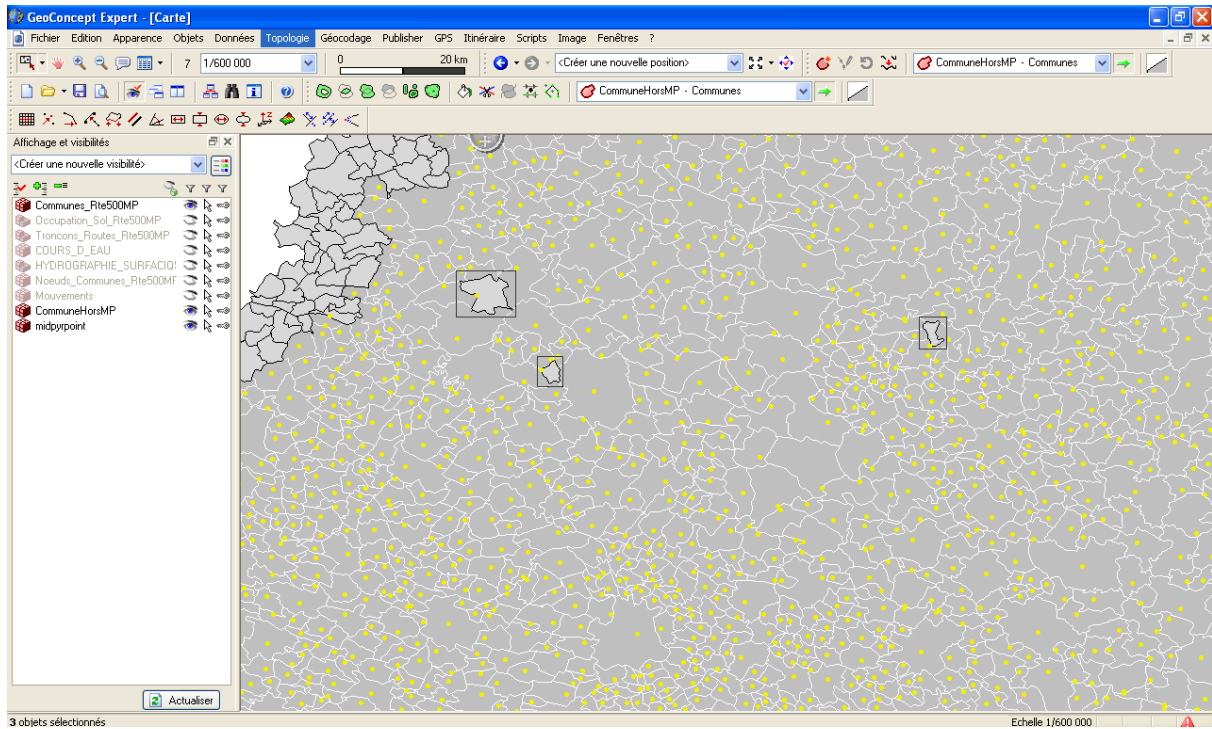 GeoConcept Expert - [Carte]
Fichier Edition Apparence Objets Données Topologie Géocodage Publisher GPS Itinéraire Scripts Image Fenêtres ?
7 1/600 000 0 20 km <Créer une nouvelle position> CommuneHorsMP - Communes
CommuneHorsMP - Communes
Affichage et visibilités
<Créer une nouvelle visibilité>
Communes_Rte500MP
Occupation_Sol_Rte500MP
Troncons_Routes_Rte500MP
COURS_D_EAU
HYDROGRAPHIE_SURFACIQ
Noeuds_Communes_Rte500MF
Mouvements
CommuneHorsMP
midpyrpoint
Actualiser
3 objets sélectionnés Echelle 1/600 000